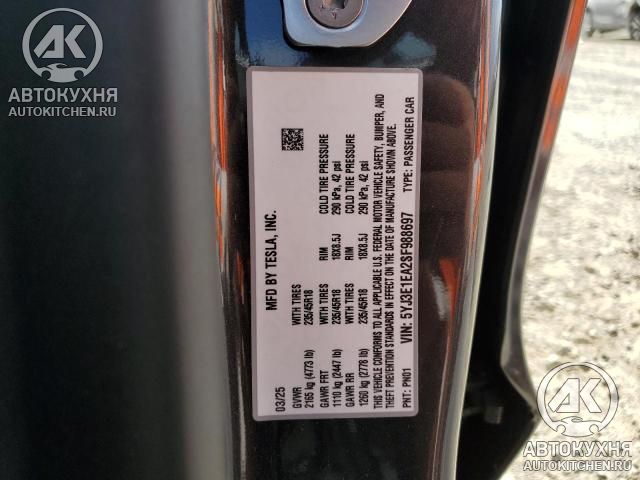 АК
АВТОКУХНЯ
AUTOKITCHEN.RU
MFD BY TESLA, INC.
03/25
GVWR
2165 kg (4773 lb)
GAWR FRT WITH TIRES RIM COLD TIRE PRESSURE
1110 kg (2447 lb) 235/45R18 18X8.5J 290 kPa, 42 psi
GAWR RR WITH TIRES RIM COLD TIRE PRESSURE
1260 kg (2778 lb) 235/45R18 18X8.5J 290 kPa, 42 psi
THIS VEHICLE CONFORMS TO ALL APPLICABLE U.S. FEDERAL MOTOR VEHICLE SAFETY, BUMPER, AND
THEFT PREVENTION STANDARDS IN EFFECT ON THE DATE OF MANUFACTURE SHOWN ABOVE.
VIN: 5YJ3E1EA2SF988697
PNT: PN01 TYPE: PASSENGER CAR
АК
АВТОКУХНЯ
AUTOKITCHEN.RU